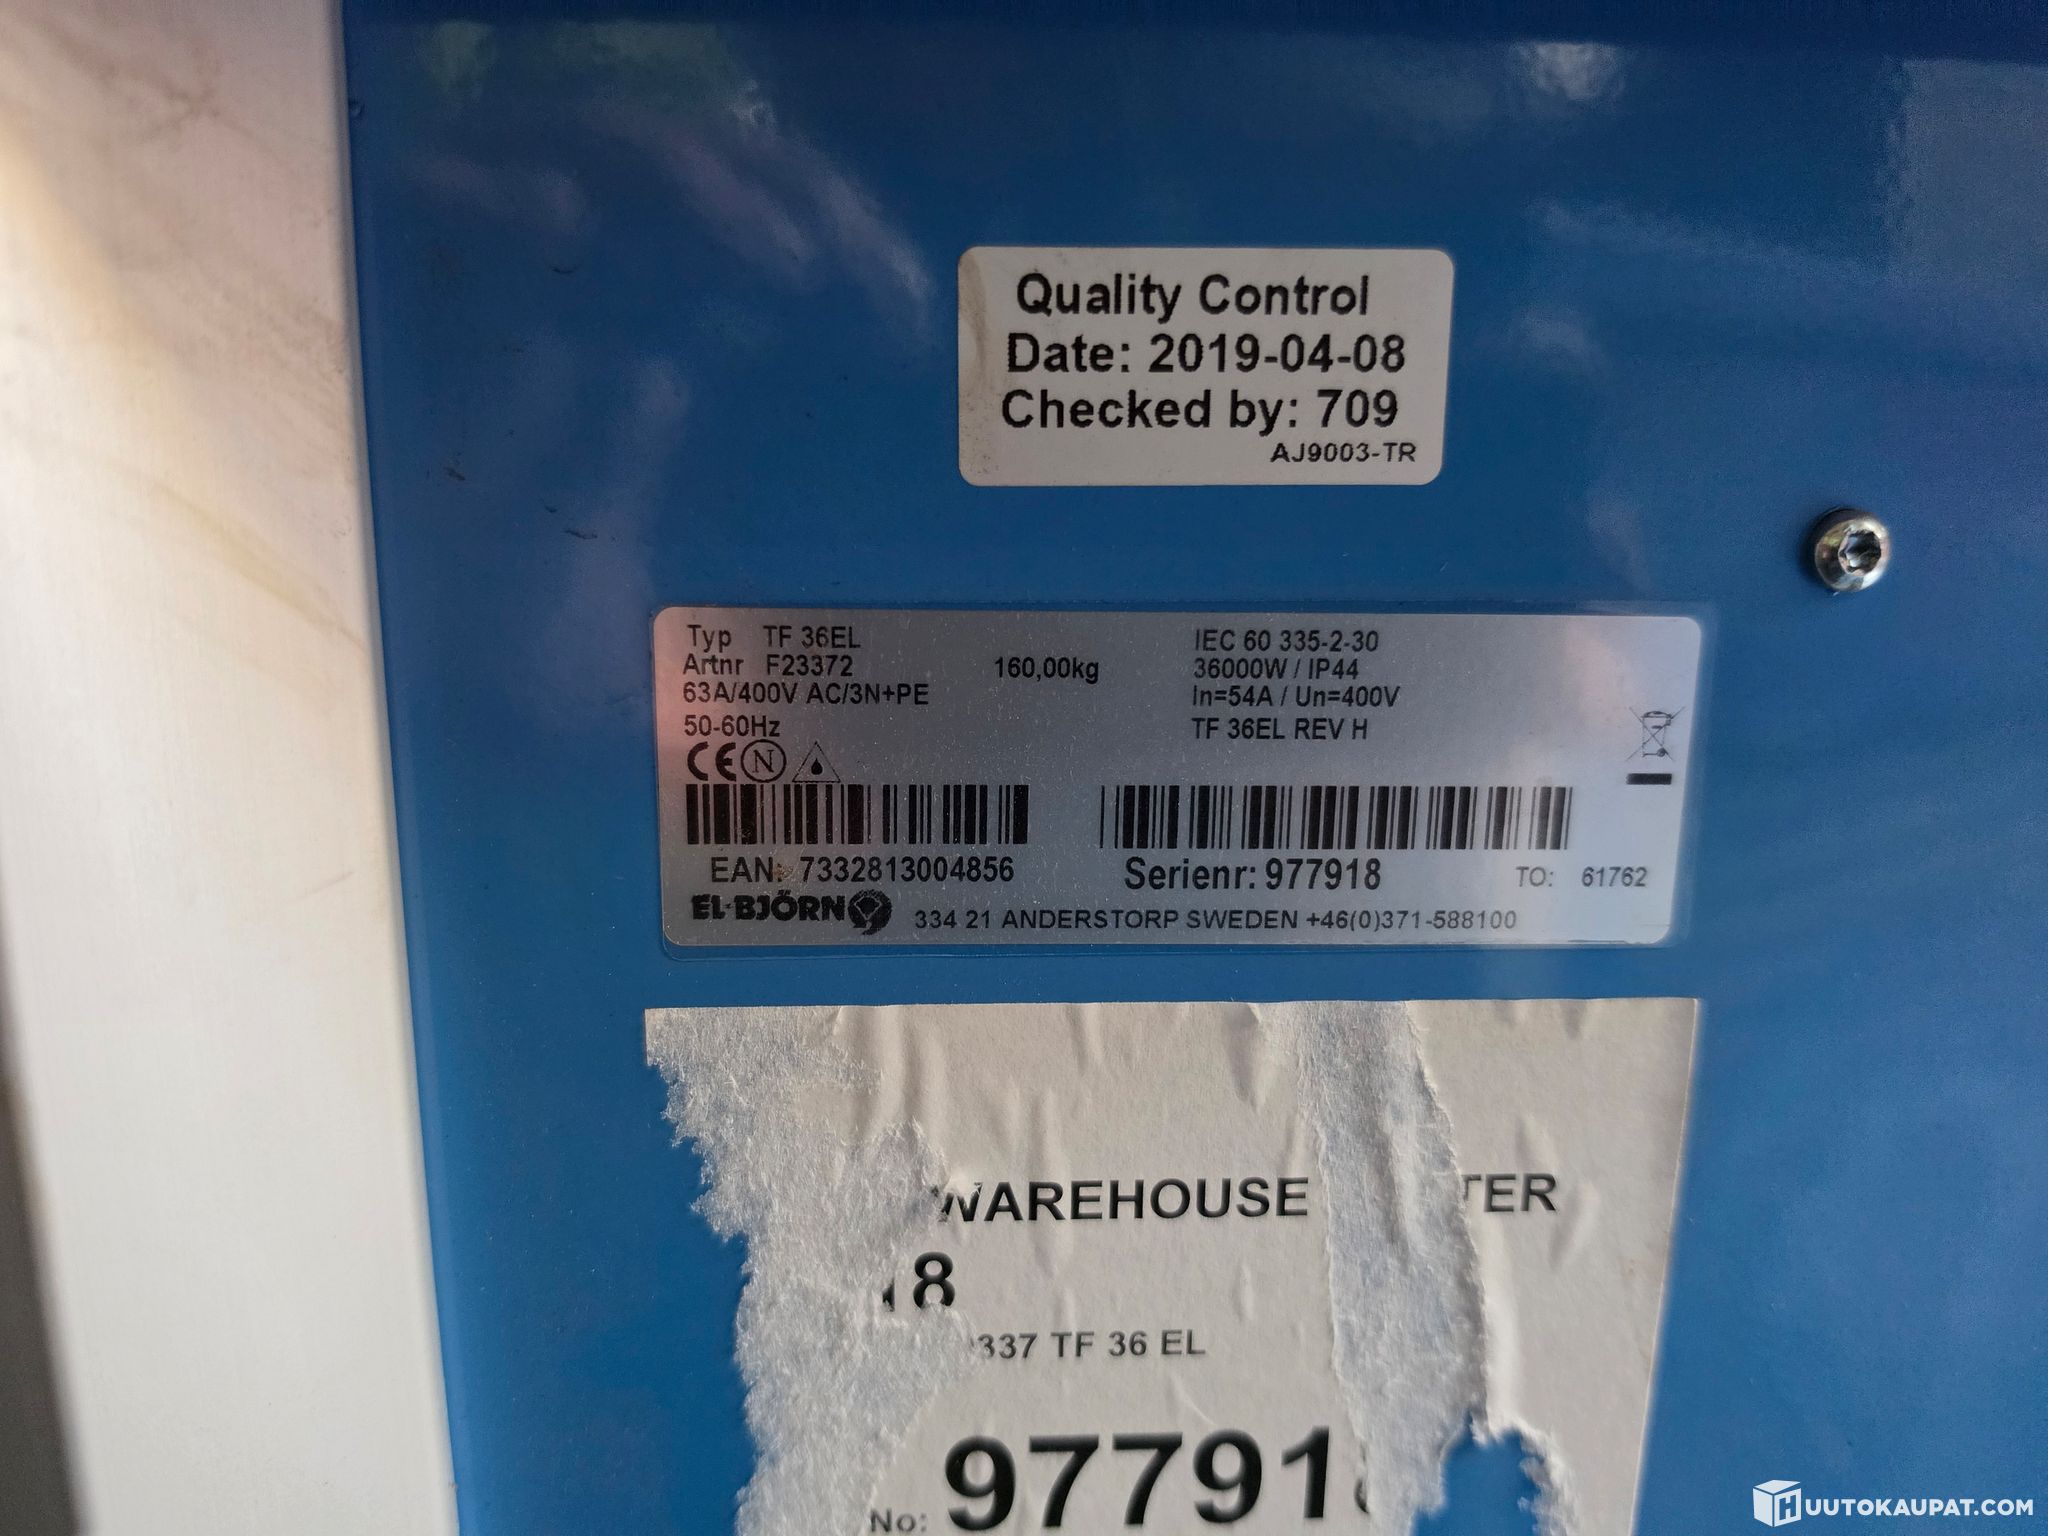 Quality Control
Date: 2019-04-08
Checked by: 709
AJ9003-TR
Typ TF 36EL
Artnr F23372 160,00kg
63A/400V AC/3N+PE
50-60Hz
IEC 60 335-2-30
36000W / IP44
In=54A / Un=400V
TF 36EL REV H
CE N
EAN: 7332813004856
Serienr: 977918 TO: 61762
EL-BJÖRN 334 21 ANDERSTORP SWEDEN +46(0)371-588100
WAREHOUSE TER
18
337 TF 36 EL
No: 97791
HUUTOKAUPAT.COM